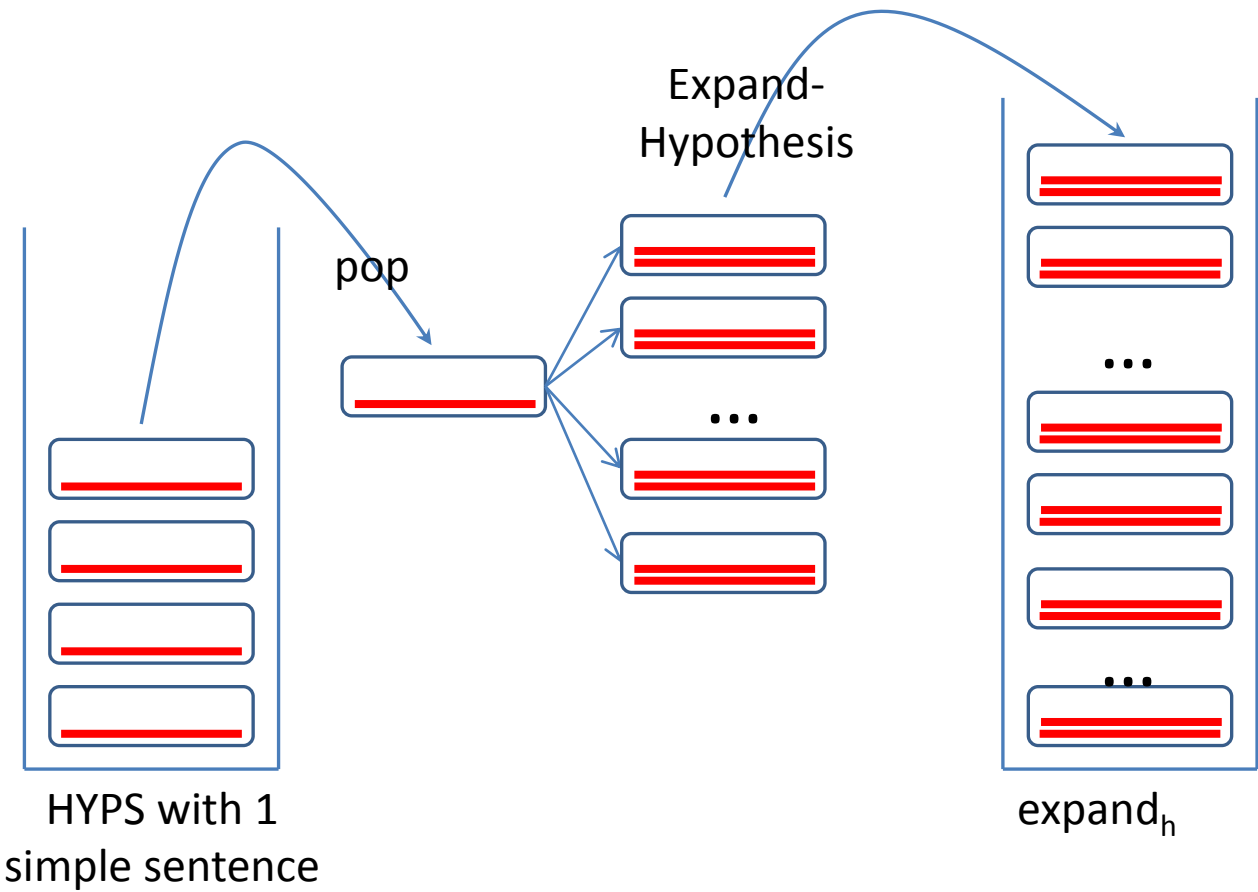 Expand-
Hypothesis
pop
...
...
...
HYPS with 1
simple sentence
expandₕ